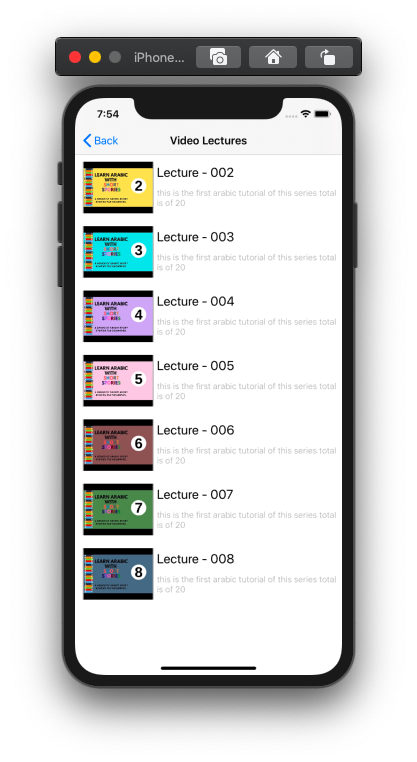 iPhone...
7:54
Back
Video Lectures
LEARN ARABIC
WITH
SHORT
STORIES
2
Lecture - 002
this is the first arabic tutorial of this series total
is of 20
LEARN ARABIC
WITH
SHORT
STORIES
3
Lecture - 003
this is the first arabic tutorial of this series total
is of 20
LEARN ARABIC
WITH
SHORT
STORIES
4
Lecture - 004
this is the first arabic tutorial of this series total
is of 20
LEARN ARABIC
WITH
SHORT
STORIES
5
Lecture - 005
this is the first arabic tutorial of this series total
is of 20
LEARN ARABIC
WITH
SHORT
STORIES
6
Lecture - 006
this is the first arabic tutorial of this series total
is of 20
LEARN ARABIC
WITH
SHORT
STORIES
7
Lecture - 007
this is the first arabic tutorial of this series total
is of 20
LEARN ARABIC
WITH
SHORT
STORIES
8
Lecture - 008
this is the first arabic tutorial of this series total
is of 20